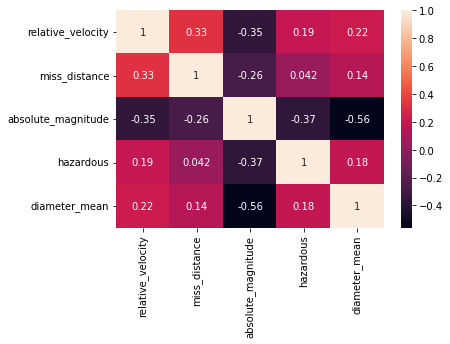 relative_velocity 1 0.33 -0.35 0.19 0.22
miss_distance 0.33 1 -0.26 0.042 0.14
absolute_magnitude -0.35 -0.26 1 -0.37 -0.56
hazardous 0.19 0.042 -0.37 1 0.18
diameter_mean 0.22 0.14 -0.56 0.18 1
relative_velocity
miss_distance
absolute_magnitude
hazardous
diameter_mean
1.0
0.8
0.6
0.4
0.2
0.0
-0.2
-0.4